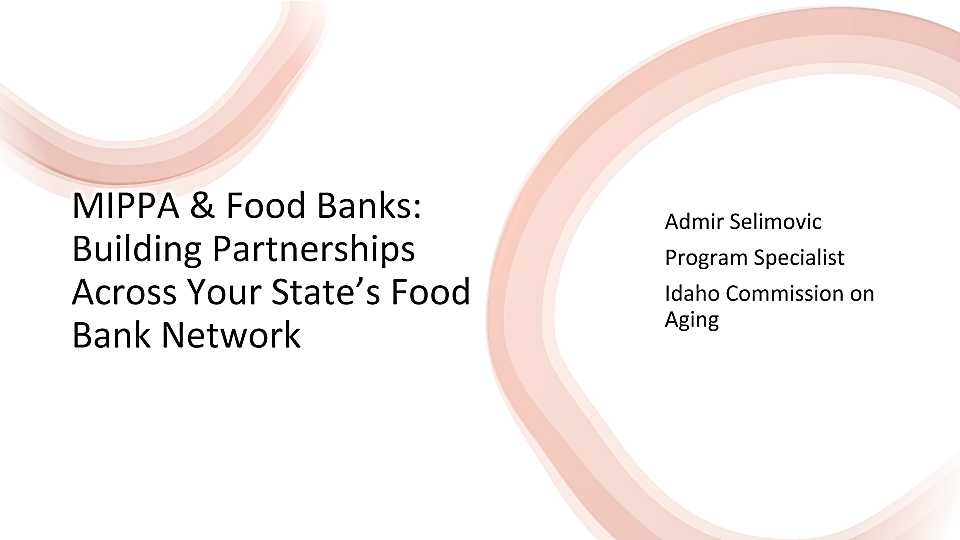 MIPPA & Food Banks:
Building Partnerships
Across Your State’s Food
Bank Network
Admir Selimovic
Program Specialist
Idaho Commission on
Aging